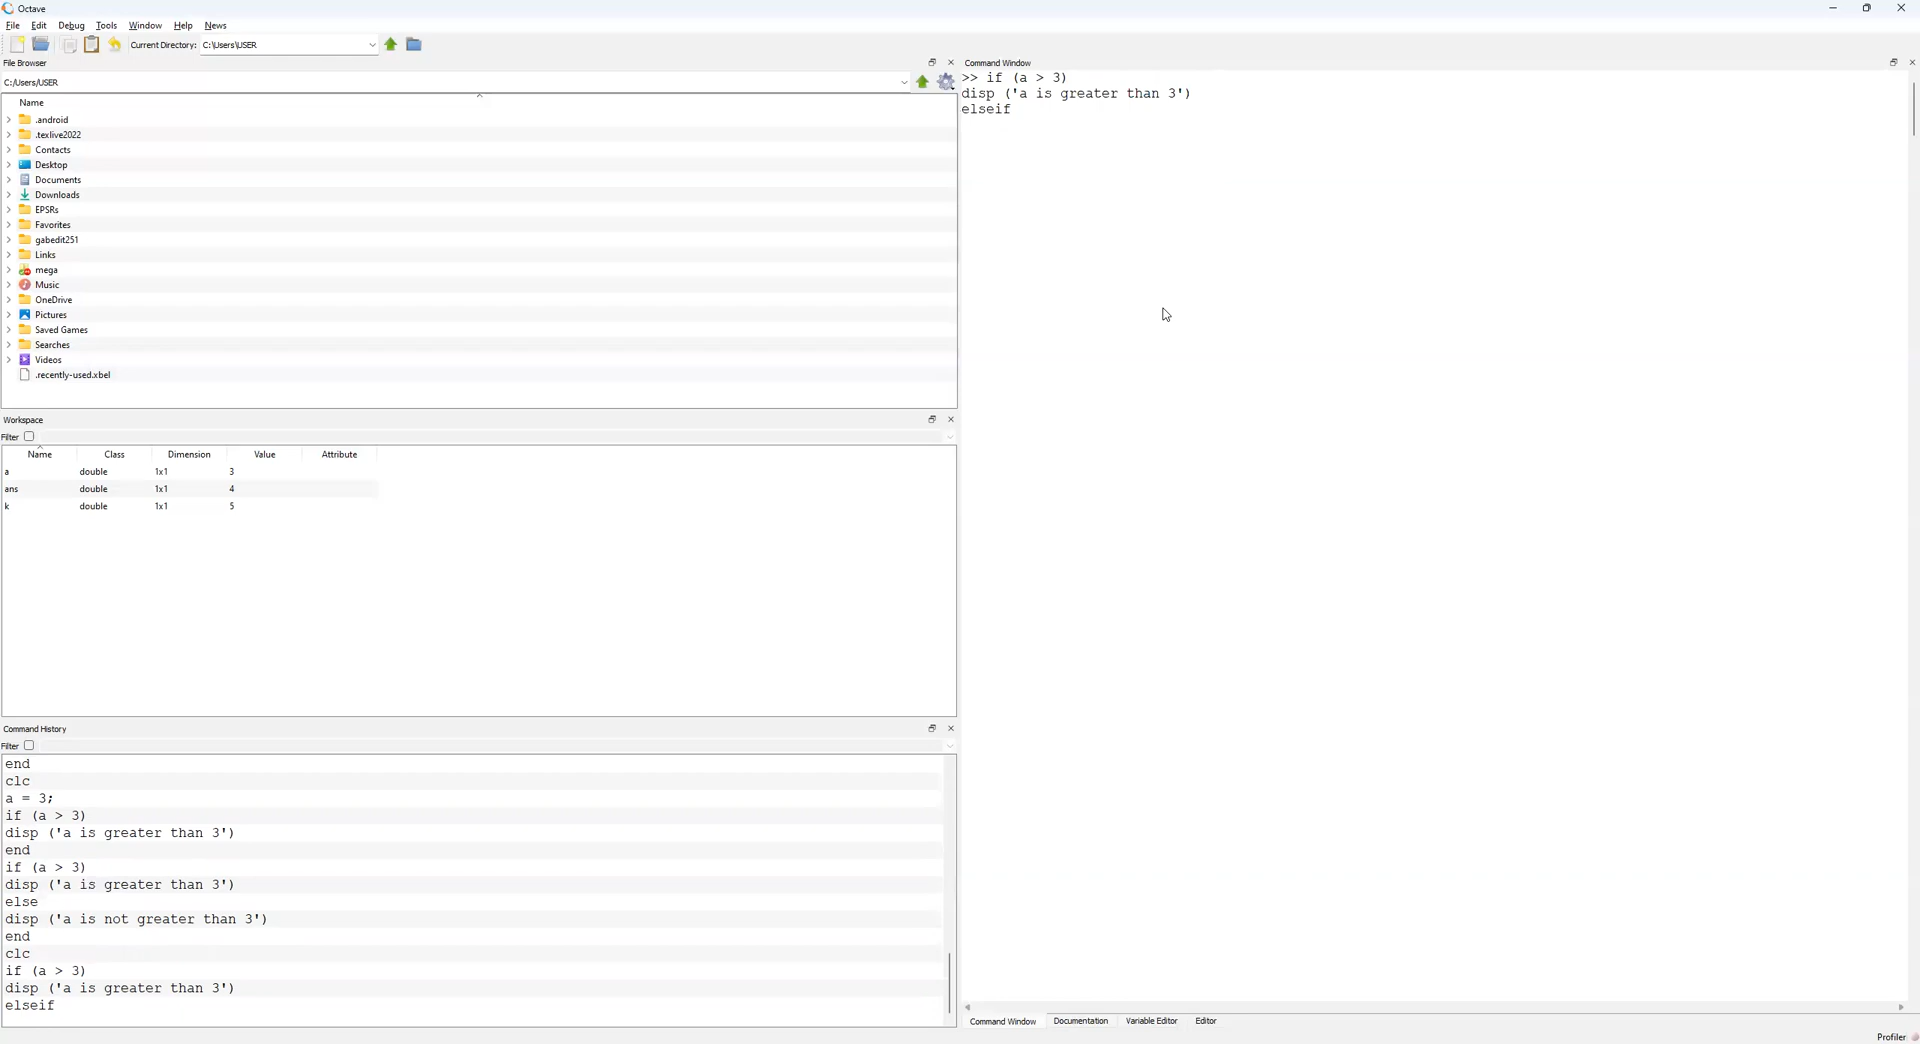 Octave
File Edit Debug Tools Window Help News
Current Directory: C:\Users\USER
File Browser
C:/Users/USER
Name
.android
.texlive2022
Contacts
Desktop
Documents
Downloads
EPSRs
Favorites
gabedit251
Links
mega
Music
OneDrive
Pictures
Saved Games
Searches
Videos
.recently-used.xbel
Workspace
Filter
Name Class Dimension Value Attribute
a double 1x1 3
ans double 1x1 4
k double 1x1 5
Command History
Filter
end
clc
a = 3;
if (a > 3)
disp ('a is greater than 3')
end
if (a > 3)
disp ('a is greater than 3')
else
disp ('a is not greater than 3')
end
clc
if (a > 3)
disp ('a is greater than 3')
elseif
Command Window
>> if (a > 3)
disp ('a is greater than 3')
elseif
Command Window Documentation Variable Editor Editor
Profiler